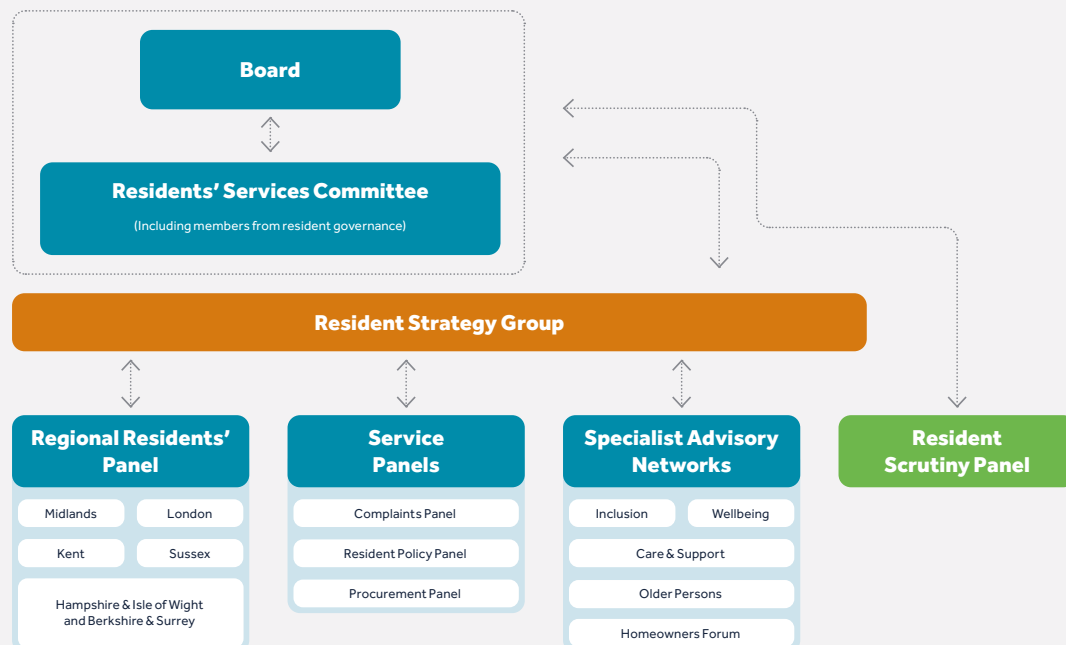 Board
Residents' Services Committee
(Including members from resident governance)
Resident Strategy Group
Regional Residents'
Panel
Midlands
London
Kent
Sussex
Hampshire & Isle of Wight
and Berkshire & Surrey
Service
Panels
Complaints Panel
Resident Policy Panel
Procurement Panel
Specialist Advisory
Networks
Inclusion
Wellbeing
Care & Support
Older Persons
Homeowners Forum
Resident
Scrutiny Panel